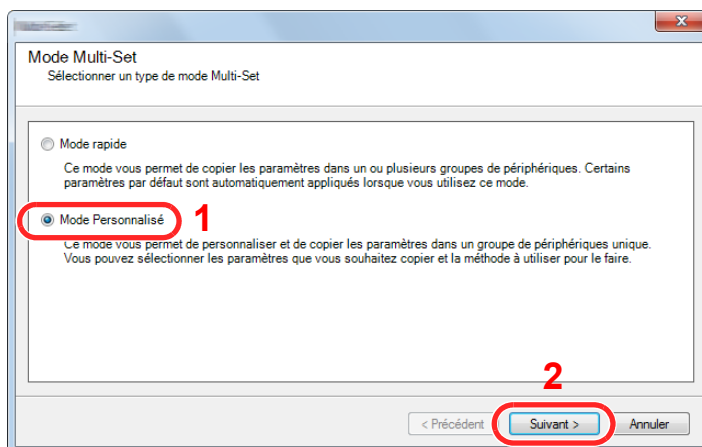 Mode Multi-Set
Sélectionner un type de mode Multi-Set
Mode rapide
Ce mode vous permet de copier les paramètres dans un ou plusieurs groupes de périphériques. Certains
paramètres par défaut sont automatiquement appliqués lorsque vous utilisez ce mode.
Mode Personnalisé
1
Ce mode vous permet de personnaliser et de copier les paramètres dans un groupe de périphériques unique.
Vous pouvez sélectionner les paramètres que vous souhaitez copier et la méthode à utiliser pour le faire.
2
< Précédent
Suivant >
Annuler